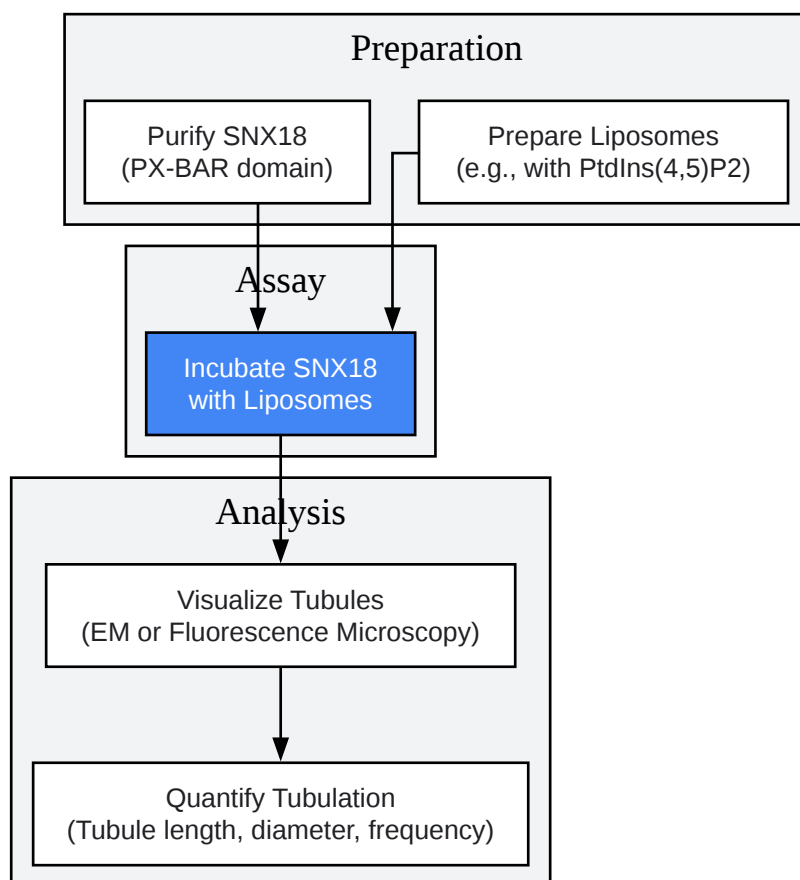 Preparation
Purify SNX18
(PX-BAR domain)
Prepare Liposomes
(e.g., with PtdIns(4,5)P2)
Assay
Incubate SNX18
with Liposomes
Analysis
Visualize Tubules
(EM or Fluorescence Microscopy)
Quantify Tubulation
(Tubule length, diameter, frequency)